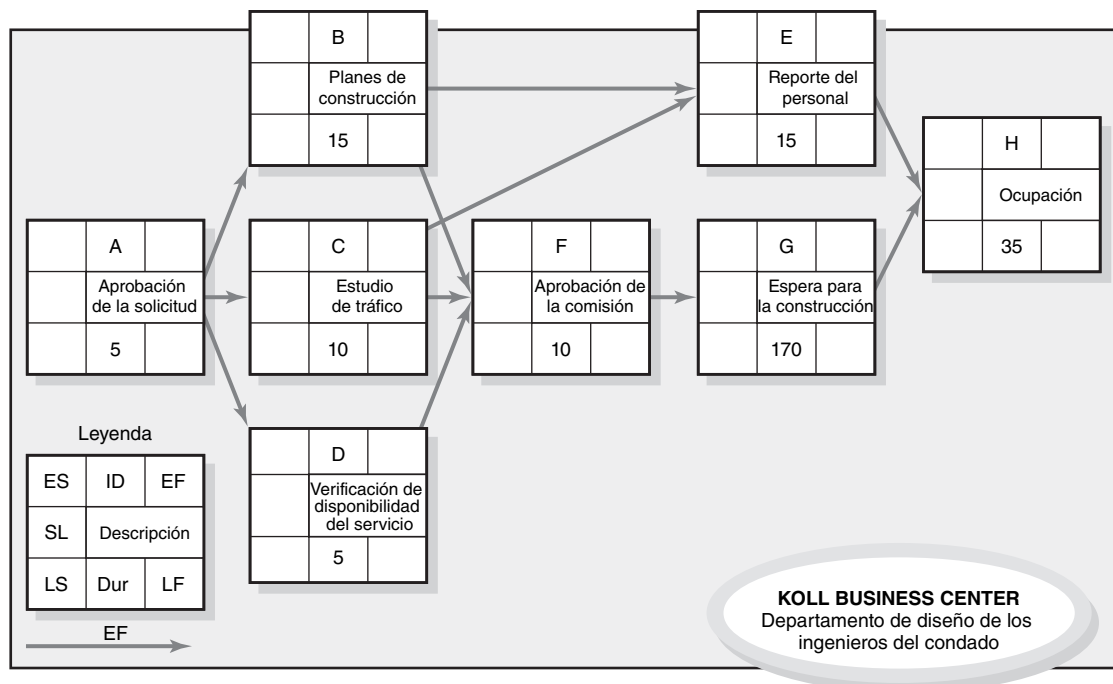 B
Planes de
construcción
15
E
Reporte del
personal
15
H
Ocupación
35
A
Aprobación
de la solicitud
5
C
Estudio
de tráfico
10
F
Aprobación de
la comisión
10
G
Espera para
la construcción
170
D
Verificación de
disponibilidad
del servicio
5
Leyenda
ES ID EF
SL Descripción
LS Dur LF
EF
KOLL BUSINESS CENTER
Departamento de diseño de los
ingenieros del condado